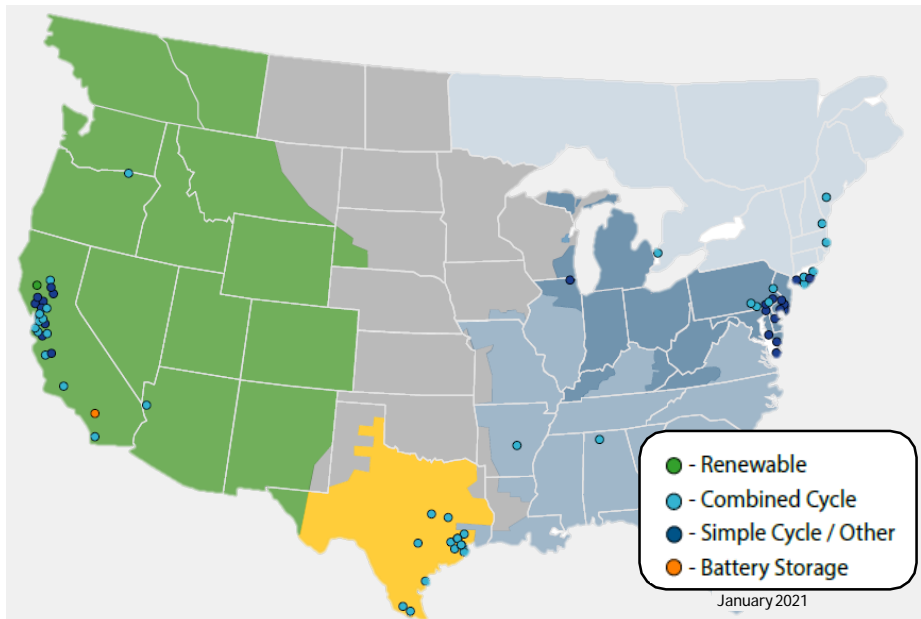 - Renewable
- Combined Cycle
- Simple Cycle / Other
- Battery Storage
January 2021